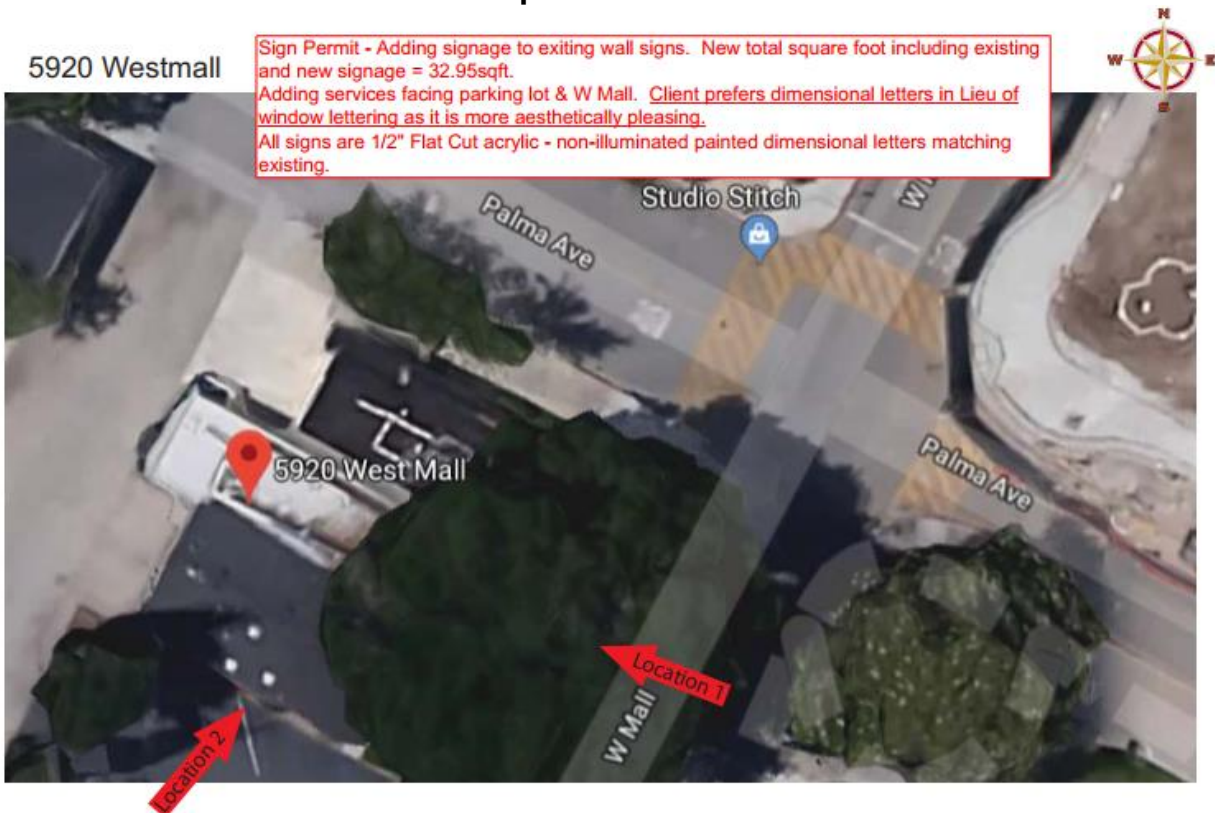 N
W E
S
5920 Westmall
Sign Permit - Adding signage to exiting wall signs. New total square foot including existing
and new signage = 32.95sqft.
Adding services facing parking lot & W Mall. Client prefers dimensional letters in Lieu of
window lettering as it is more aesthetically pleasing.
All signs are 1/2" Flat Cut acrylic - non-illuminated painted dimensional letters matching
existing.
Studio Stitch
Palma Ave
5920 West Mall
Palma Ave
Location 1
W Mall
Location 2